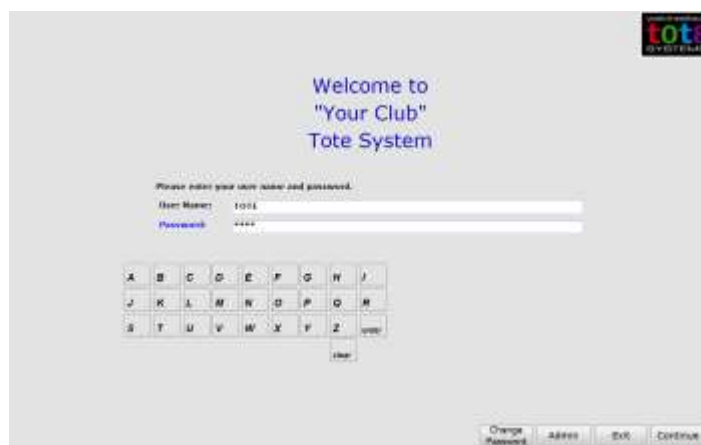 tote
SYSTEMS
Welcome to
"Your Club"
Tote System
Please enter your user name and password.
User Name:
Password: ****
A B C D E F G H I
J K L M N O P Q R
S T U V W X Y Z
clear
Change Password Admin Exit Continue